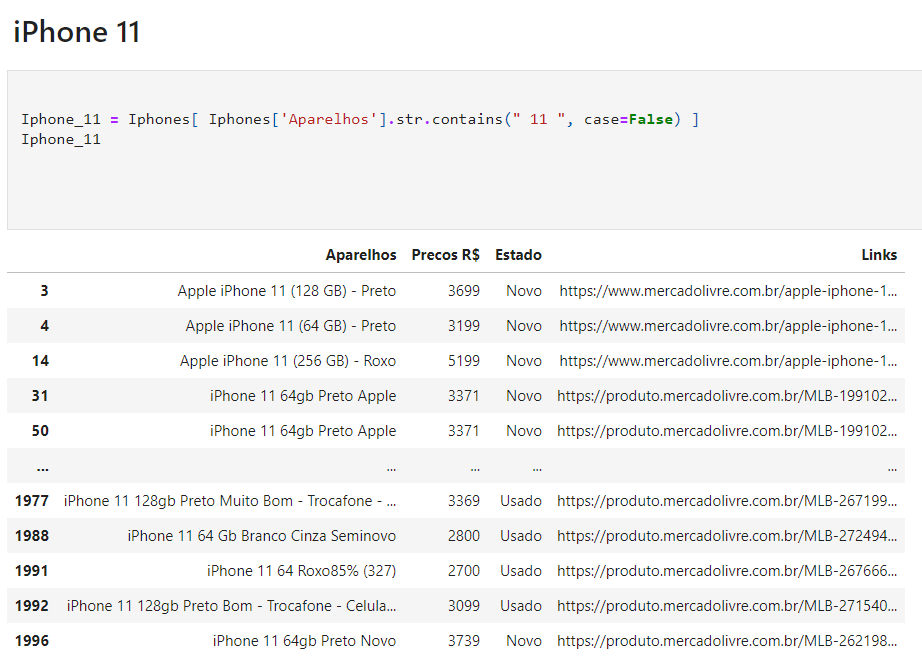 iPhone 11
Iphone_11 = Iphones[ Iphones['Aparelhos'].str.contains(" 11 ", case=False) ]
Iphone_11
Aparelhos Precos R$ Estado Links
3 Apple iPhone 11 (128 GB) - Preto 3699 Novo https://www.mercadolivre.com.br/apple-iphone-1...
4 Apple iPhone 11 (64 GB) - Preto 3199 Novo https://www.mercadolivre.com.br/apple-iphone-1...
14 Apple iPhone 11 (256 GB) - Roxo 5199 Novo https://www.mercadolivre.com.br/apple-iphone-1...
31 iPhone 11 64gb Preto Apple 3371 Novo https://produto.mercadolivre.com.br/MLB-199102...
50 iPhone 11 64gb Preto Apple 3371 Novo https://produto.mercadolivre.com.br/MLB-199102...
... ... ... ... ...
1977 iPhone 11 128gb Preto Muito Bom - Trocafone - ... 3369 Usado https://produto.mercadolivre.com.br/MLB-267199...
1988 iPhone 11 64 Gb Branco Cinza Seminovo 2800 Usado https://produto.mercadolivre.com.br/MLB-272494...
1991 iPhone 11 64 Roxo85% (327) 2700 Usado https://produto.mercadolivre.com.br/MLB-267666...
1992 iPhone 11 128gb Preto Bom - Trocafone - Celula... 3099 Usado https://produto.mercadolivre.com.br/MLB-271540...
1996 iPhone 11 64gb Preto Novo 3739 Novo https://produto.mercadolivre.com.br/MLB-262198...